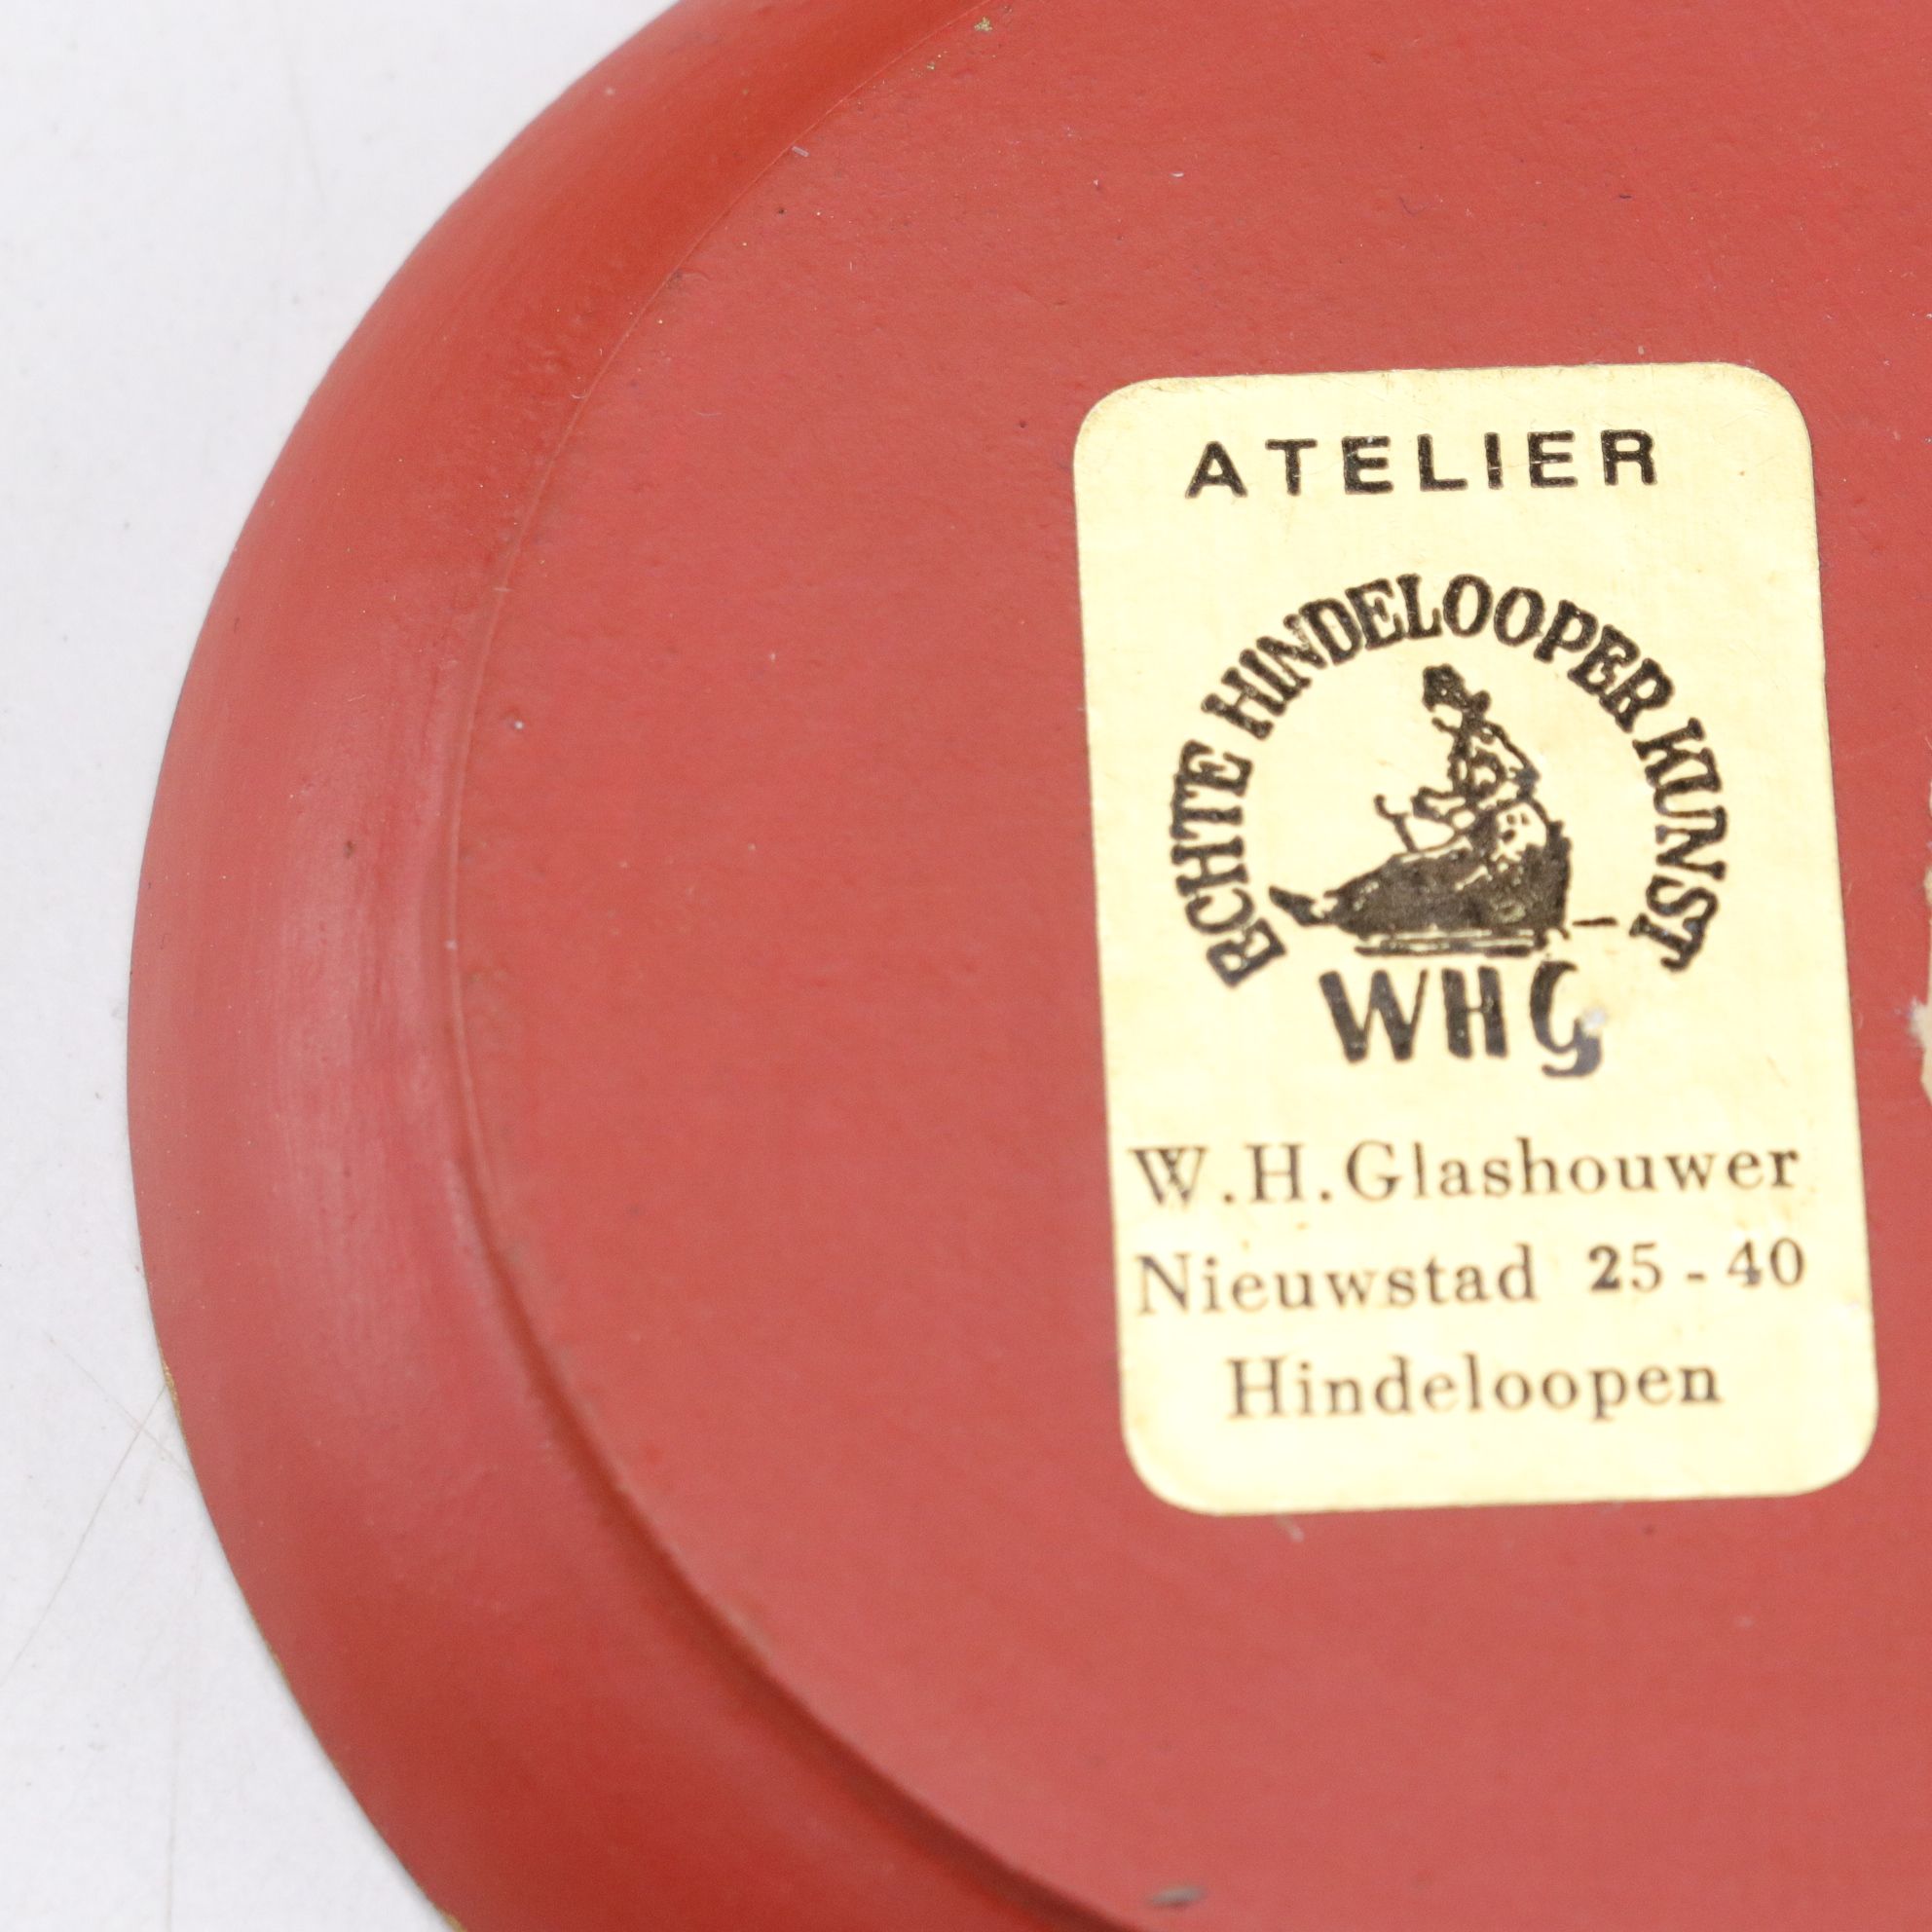 ATELIER
ECHTE HINDELOOPER KUNST
WHG
W.H.Glashouwer
Nieuwstad 25-40
Hindeloopen